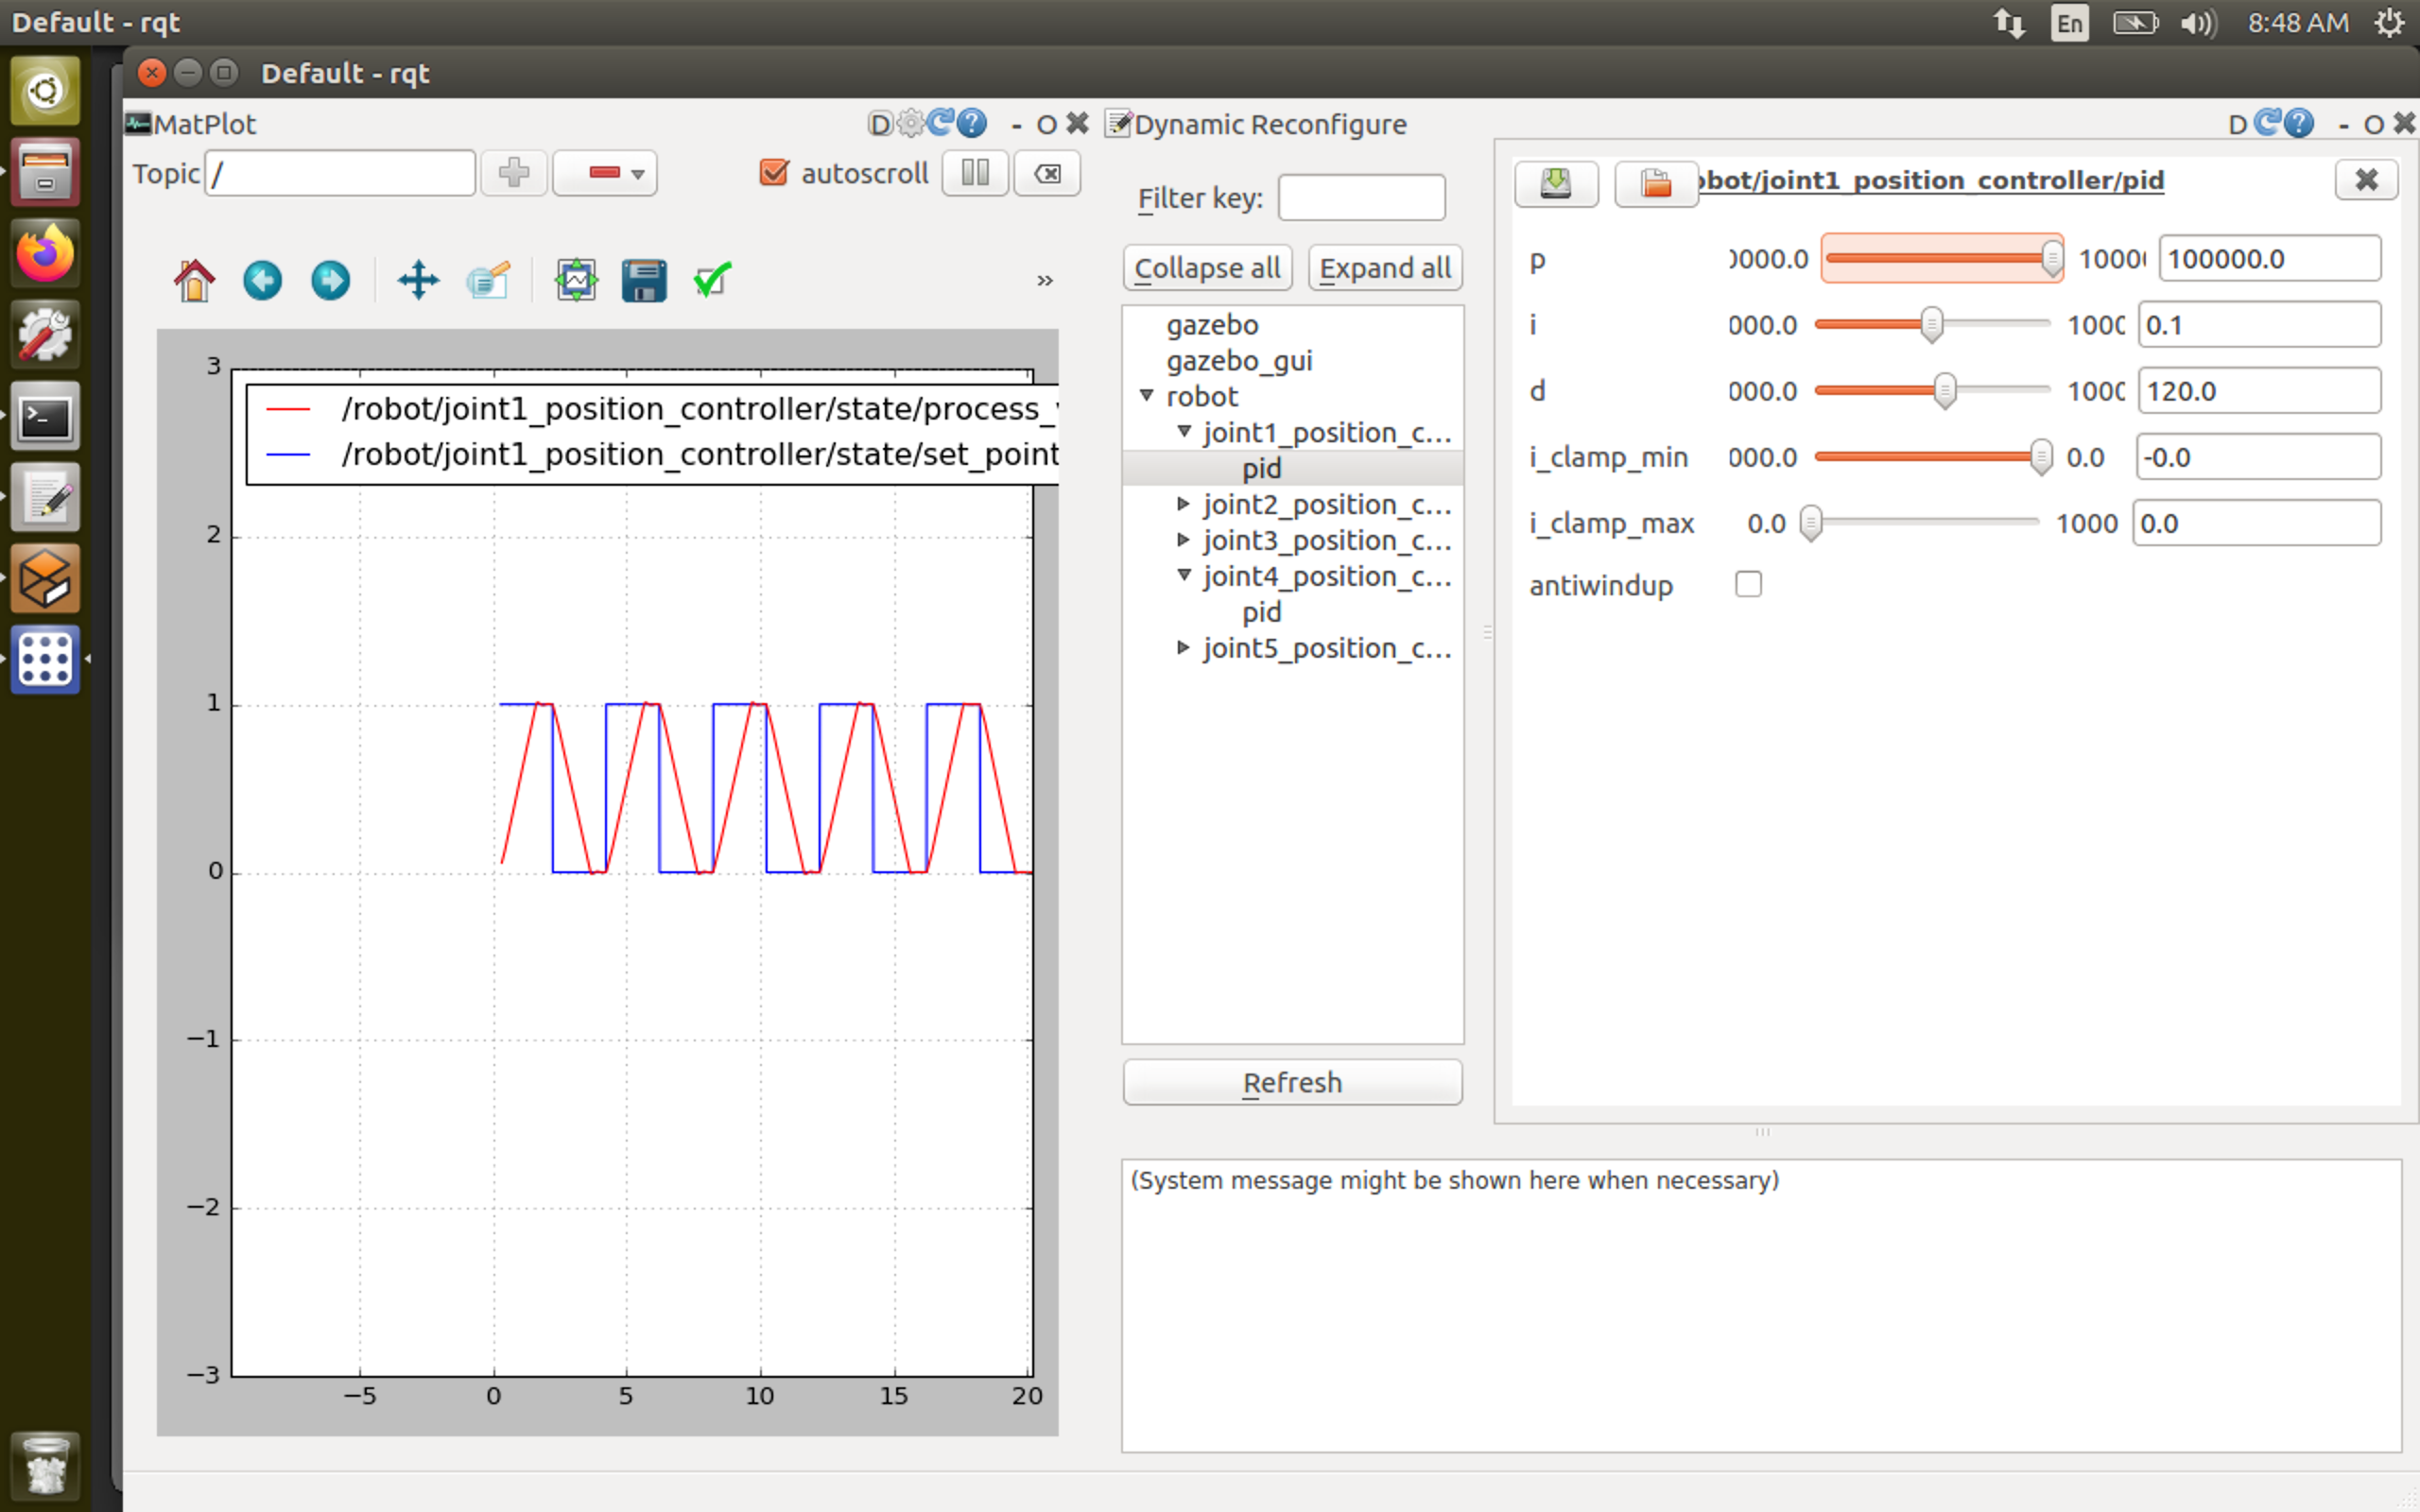 Default - rqt
En
8:48 AM
Default - rqt
MatPlot
D
?
- O
Topic /
autoscroll
»
3
/robot/joint1_position_controller/state/process_
/robot/joint1_position_controller/state/set_point
2
1
0
−1
−2
−3
−5 0 5 10 15 20
Dynamic Reconfigure
D
?
- O
Filter key:
Collapse all
Expand all
gazebo
gazebo_gui
robot
joint1_position_c...
pid
joint2_position_c...
joint3_position_c...
joint4_position_c...
pid
joint5_position_c...
Refresh
obot/joint1_position_controller/pid
p 0000.0 1000 100000.0
i 000.0 1000 0.1
d 000.0 1000 120.0
i_clamp_min 000.0 0.0 -0.0
i_clamp_max 0.0 1000 0.0
antiwindup
(System message might be shown here when necessary)